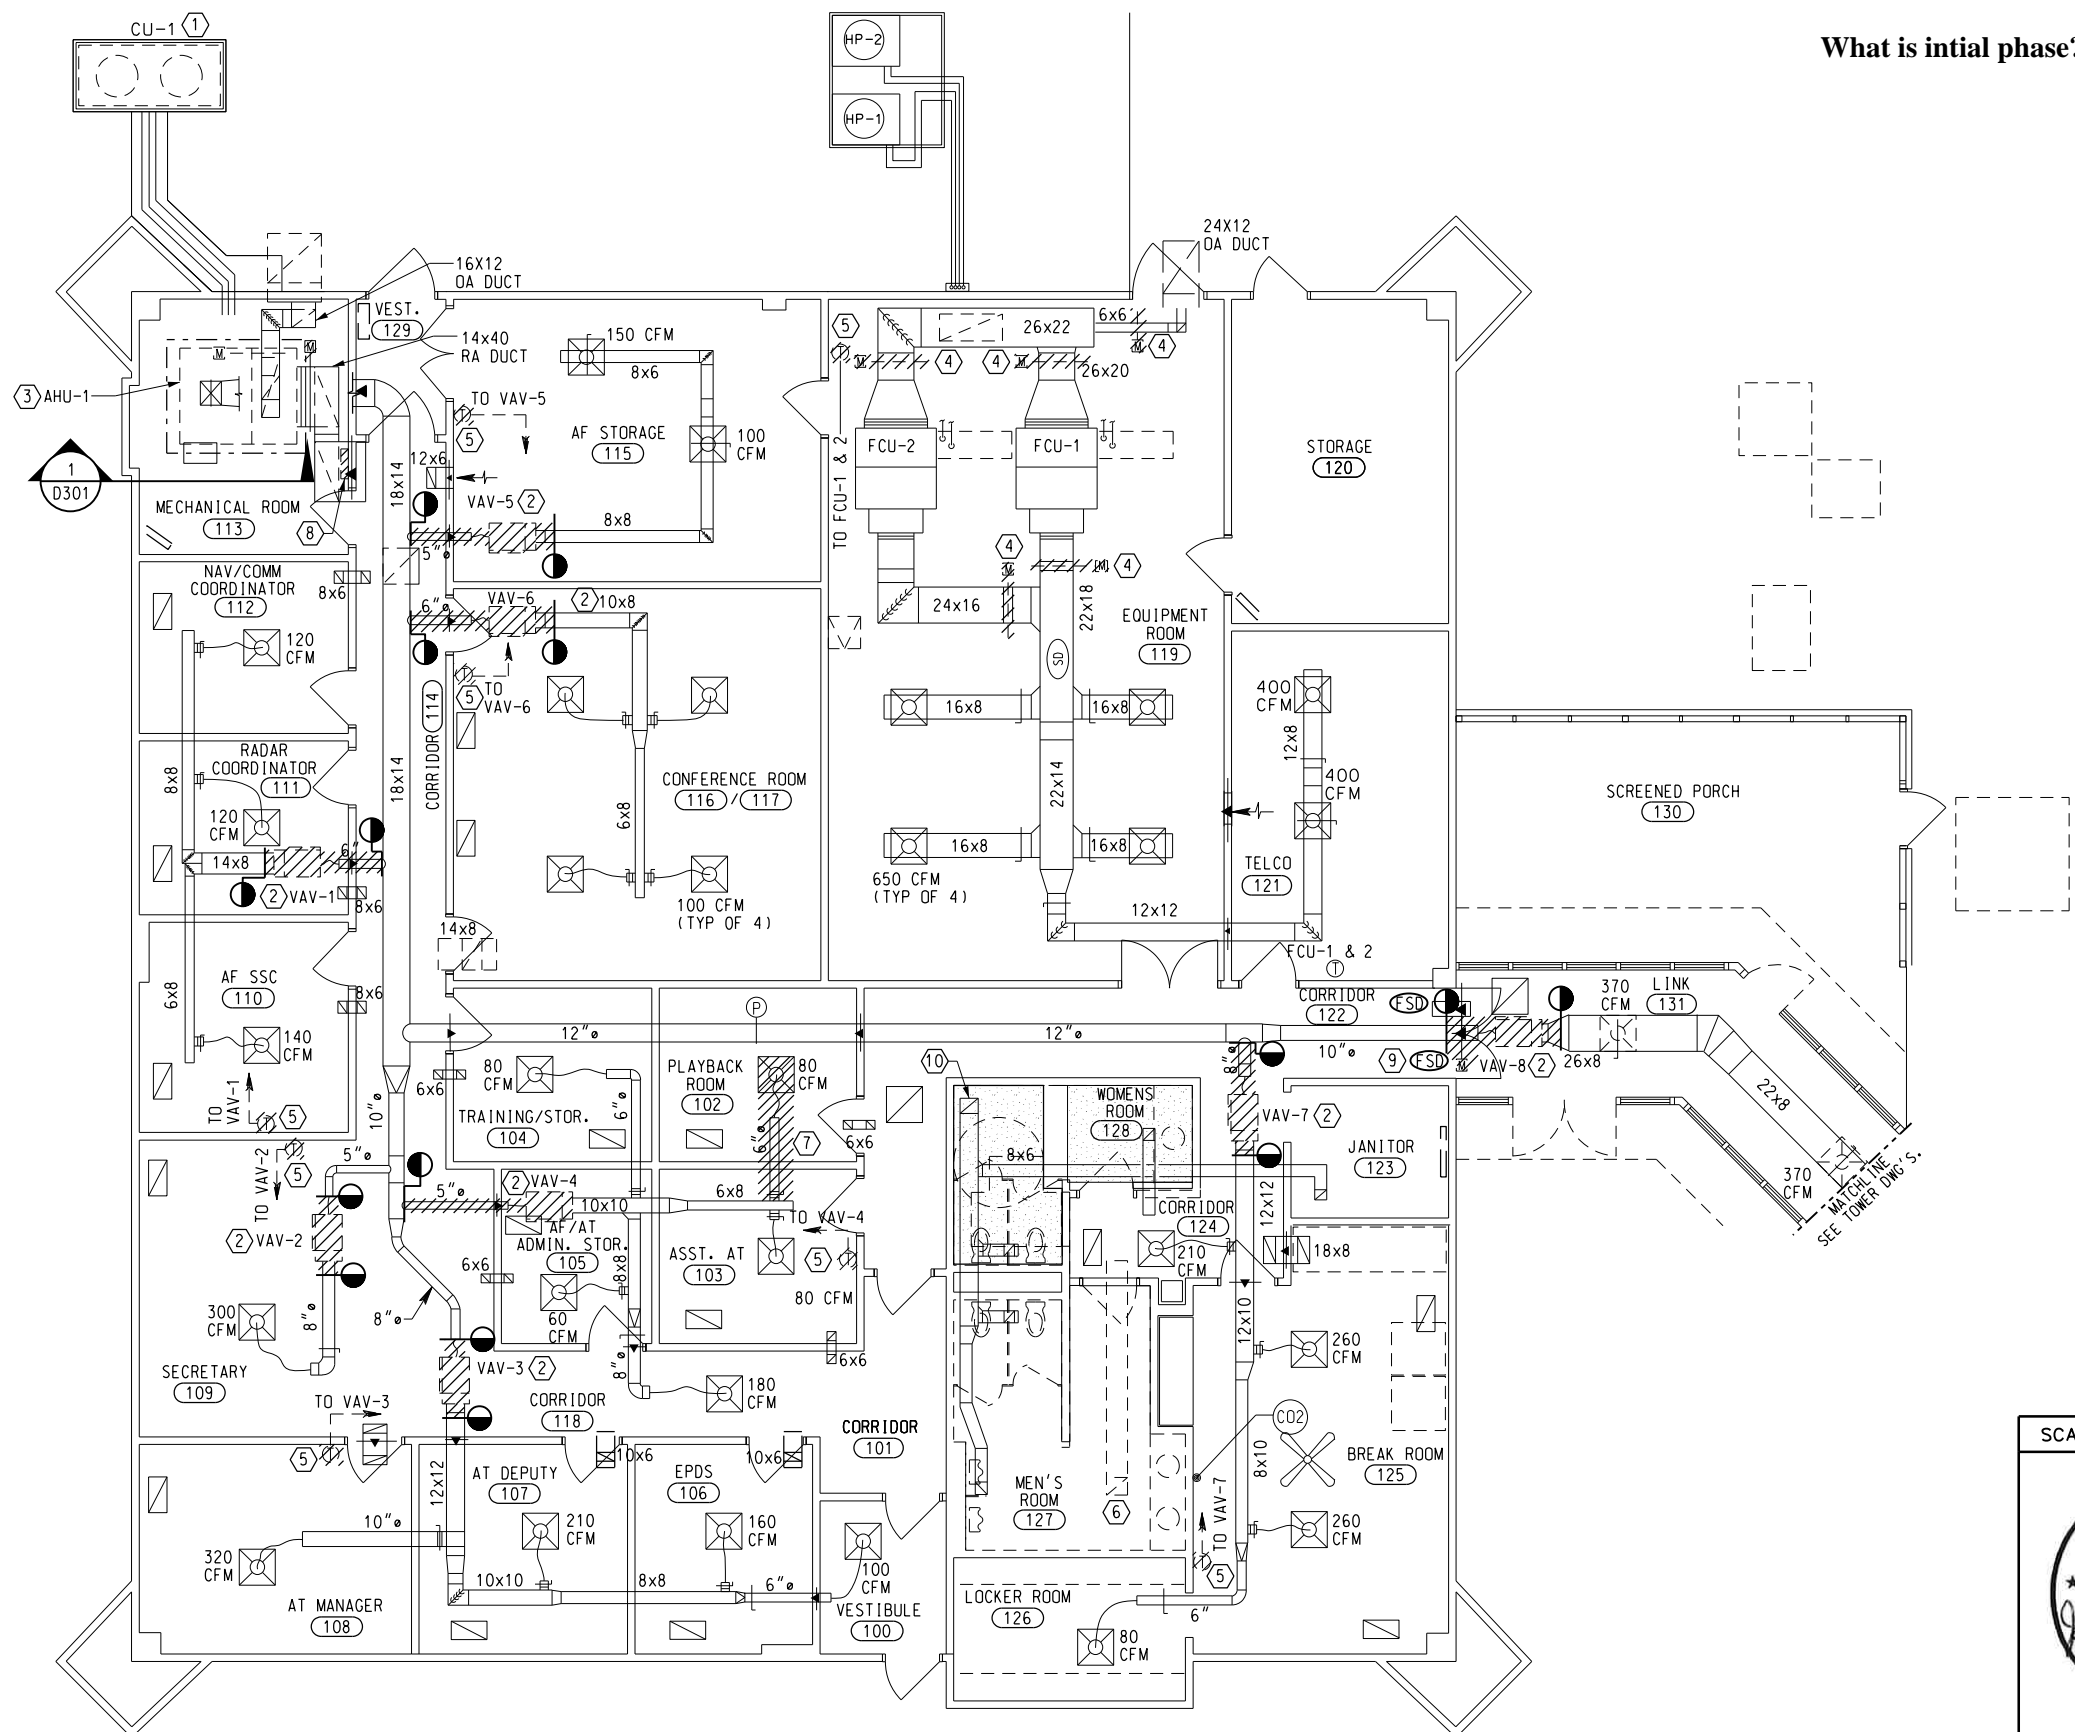 CU-1 1
What is intial phase?
HP-2
HP-1
24X12
OA DUCT
16X12
OA DUCT
VEST.
129
14x40
RA DUCT
150 CFM
8x6
5
26x22
6x6
4
4
4
26x20
M
M
M
M
M
3 AHU-1
TO VAV-5
5
AF STORAGE
115
100
CFM
FCU-2
FCU-1
STORAGE
120
1
D301
12x6
18x14
VAV-5 2
TO FCU-1 & 2
MECHANICAL ROOM
113
8
8x8
5"ø
4
M
M 4
NAV/COMM
COORDINATOR
112
8x6
6"ø
VAV-6
2
10x8
24x16
22x18
EQUIPMENT
ROOM
119
SD
120
CFM
5
TO
VAV-6
CORRIDOR 114
16x8
16x8
400
CFM
12x8
RADAR
COORDINATOR
111
8x8
18x14
CONFERENCE ROOM
116 / 117
22x14
400
CFM
SCREENED PORCH
130
120
CFM
6x8
14x8
6"
2 VAV-1
8x6
16x8
16x8
TELCO
121
650 CFM
(TYP OF 4)
100 CFM
(TYP OF 4)
12x12
14x8
FCU-1 & 2
T
AF SSC
110
6x8
8x6
140
CFM
P
12"ø
12"ø
CORRIDOR
122
FSD
370
CFM
LINK
131
10"ø
9 FSD
M
VAV-8 2
26x8
22x8
TO
VAV-1
5
10"ø
6x6
80
CFM
6"ø
TRAINING/STOR.
104
PLAYBACK
ROOM
102
80
CFM
6"ø
7
10
6x6
WOMENS
ROOM
128
8"ø
VAV-7 2
JANITOR
123
370
CFM
MATCHLINE
SEE TOWER DWG'S.
TO VAV-2
5
5"ø
2 VAV-4
5"ø
10x10
6x8
8x6
2 VAV-2
AF/AT
ADMIN. STOR.
105
6x6
8x8
ASST. AT
103
TO VAV-4
5
80 CFM
CORRIDOR
124
12x12
210
CFM
18x8
300
CFM
8"ø
8"ø
60
CFM
8"ø
6x6
12x10
260
CFM
SECRETARY
109
VAV-3 2
180
CFM
TO VAV-3
5
CORRIDOR
118
CORRIDOR
101
CO2
BREAK ROOM
125
SCA
12x12
AT DEPUTY
107
10x6
EPDS
106
10x6
MEN'S
ROOM
127
6
TO VAV-7
5
8x10
260
CFM
10"ø
210
CFM
160
CFM
320
CFM
10x10
8x8
6"ø
100
CFM
VESTIBULE
100
AT MANAGER
108
LOCKER ROOM
126
6"
80
CFM